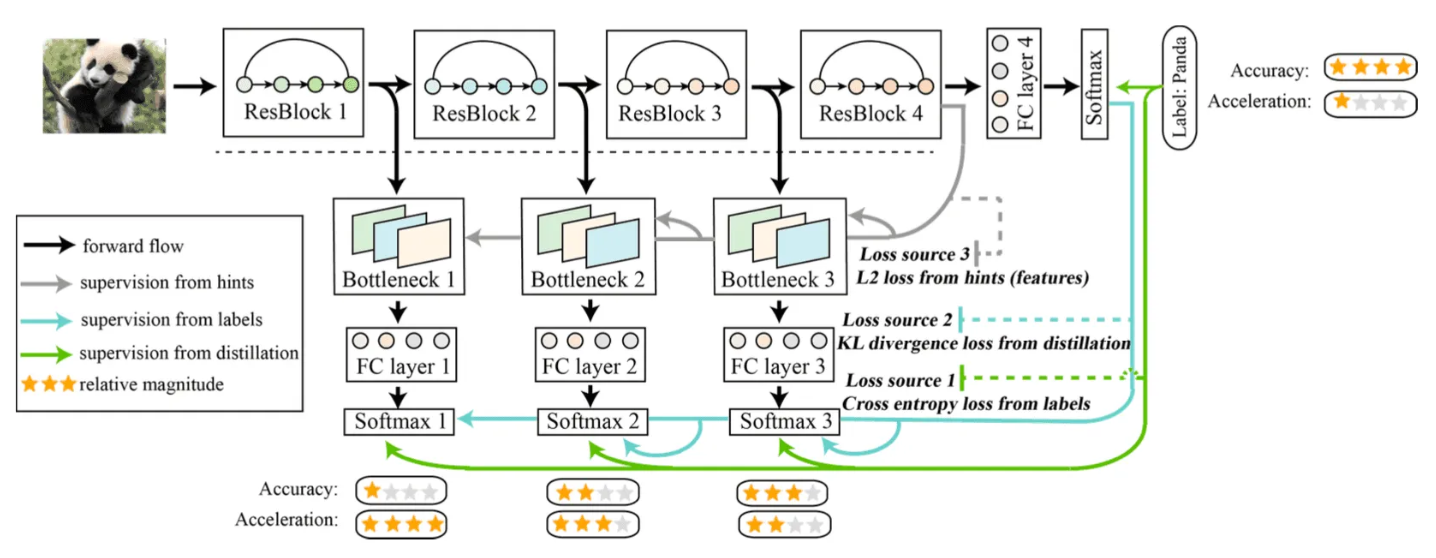 ResBlock 1
ResBlock 2
ResBlock 3
ResBlock 4
FC layer 4
Softmax
Label: Panda
Accuracy:
Acceleration:
forward flow
supervision from hints
supervision from labels
supervision from distillation
relative magnitude
Bottleneck 1
Bottleneck 2
Bottleneck 3
Loss source 3
L2 loss from hints (features)
Loss source 2
KL divergence loss from distillation
Loss source 1
Cross entropy loss from labels
FC layer 1
FC layer 2
FC layer 3
Softmax 1
Softmax 2
Softmax 3
Accuracy:
Acceleration: